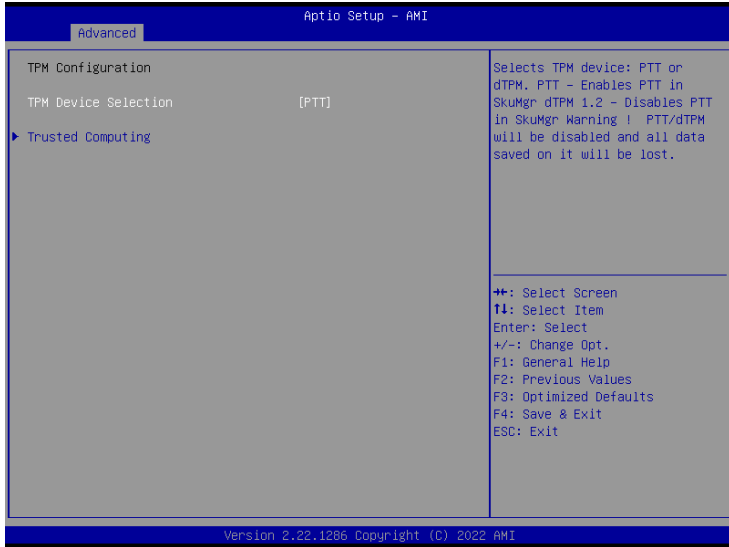 Aptio Setup – AMI
Advanced
TPM Configuration
TPM Device Selection [PTT]
Trusted Computing
Selects TPM device: PTT or
dTPM. PTT – Enables PTT in
SkuMgr dTPM 1.2 – Disables PTT
in SkuMgr Warning ! PTT/dTPM
will be disabled and all data
saved on it will be lost.
→←: Select Screen
↑↓: Select Item
Enter: Select
+/-: Change Opt.
F1: General Help
F2: Previous Values
F3: Optimized Defaults
F4: Save & Exit
ESC: Exit
Version 2.22.1286 Copyright (C) 2022 AMI